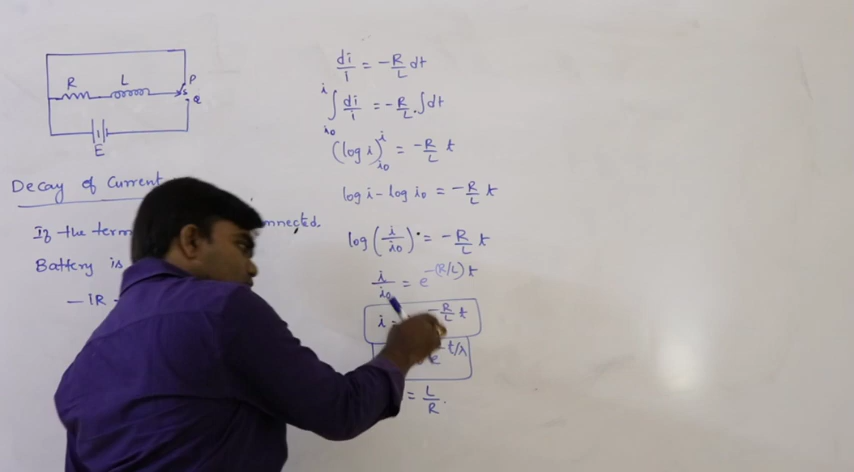 R L P
S
Q
E
Decay of Current
If the term nnected.
Battery is
- iR
di/i = -R/L dt
∫ i i₀ di/i = -R/L . ∫dt
(log i) i i₀ = -R/L t
log i - log i₀ = -R/L t
log (i/i₀) = -R/L t
i/i₀ = e^-(R/L) t
i = -R/L t
e^-t/λ
= L/R .